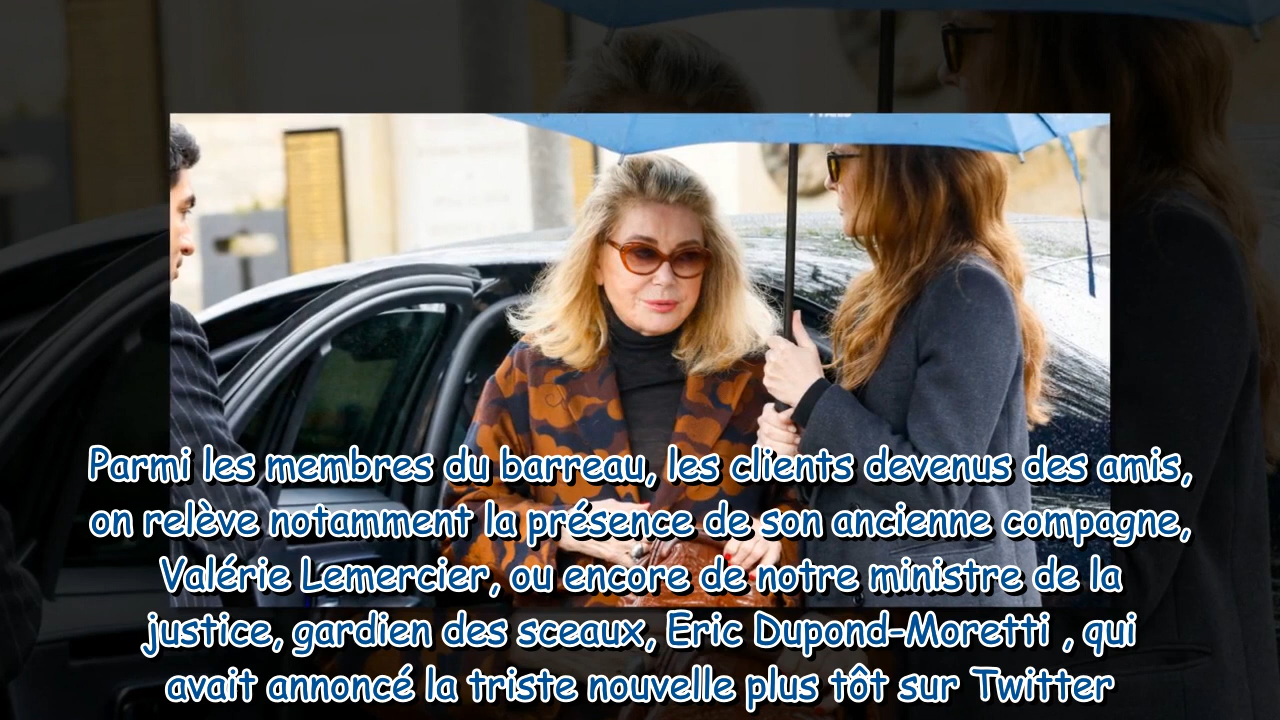 Parmi les membres du barreau, les clients devenus des amis,
on relève notamment la présence de son ancienne compagne,
Valérie Lemercier, ou encore de notre ministre de la
justice, gardien des sceaux, Eric Dupond-Moretti , qui
avait annoncé la triste nouvelle plus tôt sur Twitter